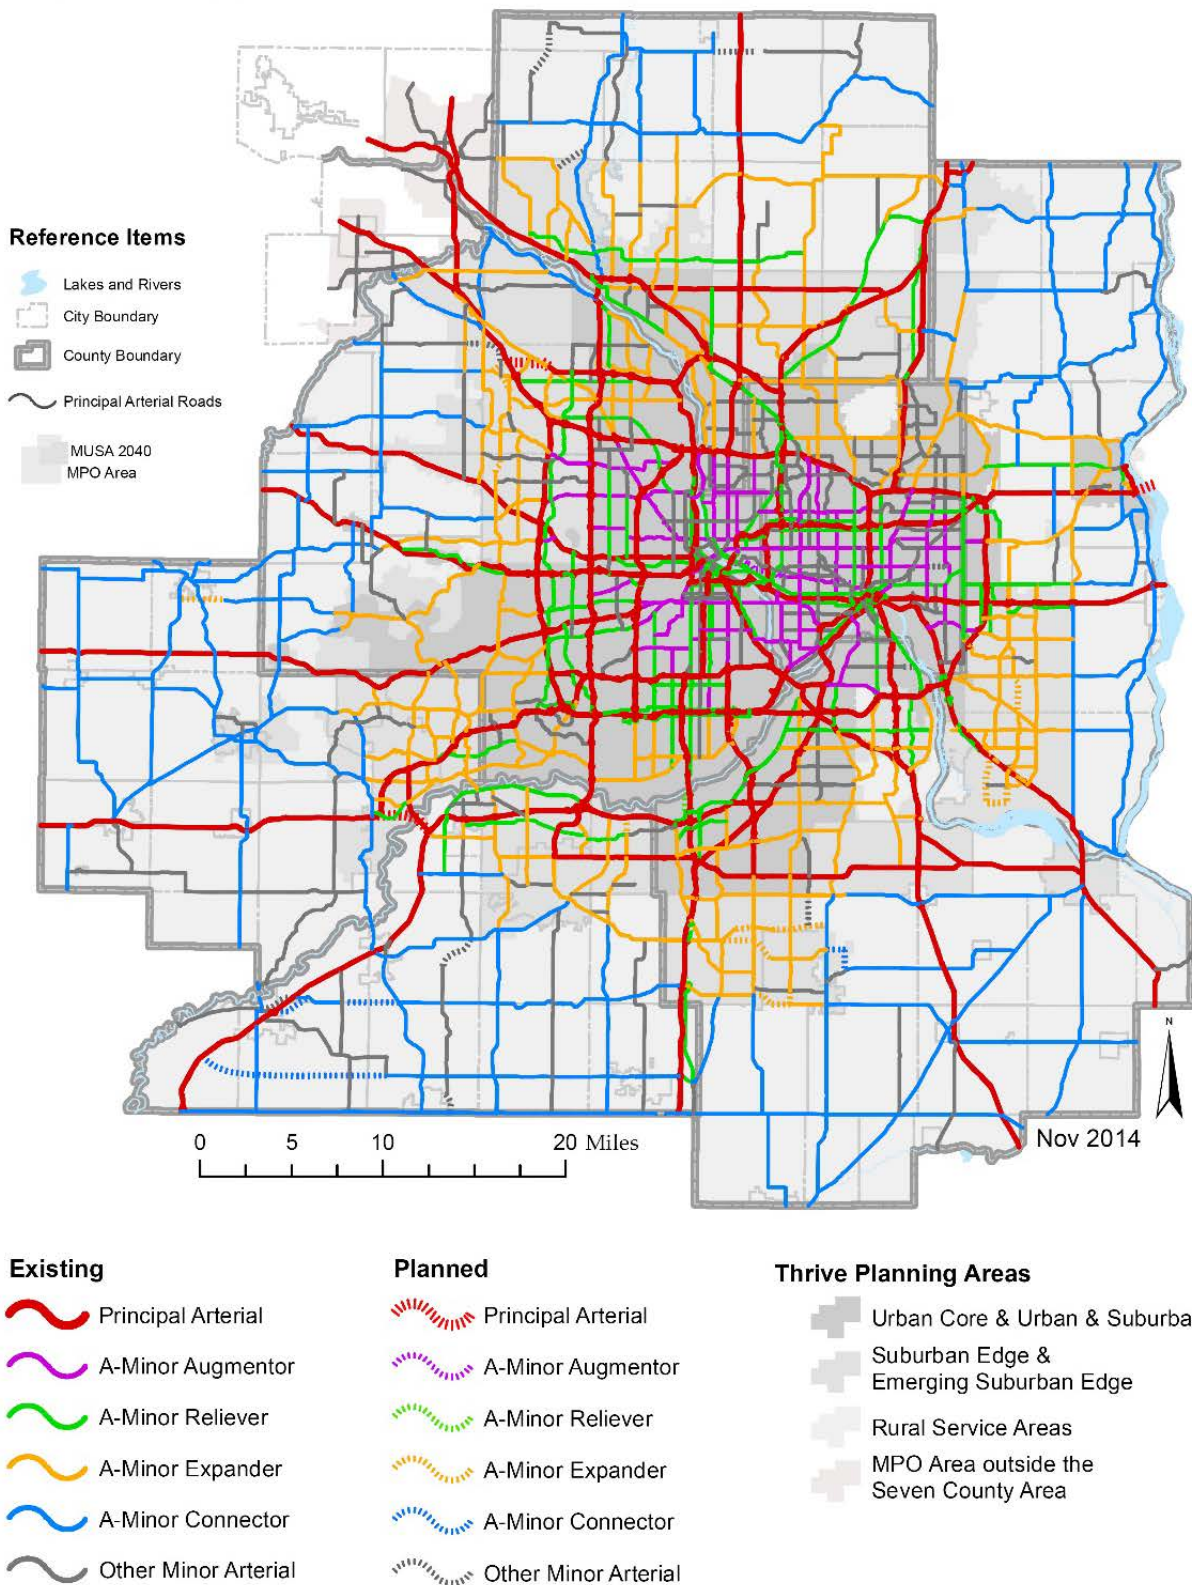 Reference Items
Lakes and Rivers
City Boundary
County Boundary
Principal Arterial Roads
MUSA 2040
MPO Area
N
Nov 2014
0 5 10 20 Miles
Existing
Principal Arterial
A-Minor Augmentor
A-Minor Reliever
A-Minor Expander
A-Minor Connector
Other Minor Arterial
Planned
Principal Arterial
A-Minor Augmentor
A-Minor Reliever
A-Minor Expander
A-Minor Connector
Other Minor Arterial
Thrive Planning Areas
Urban Core & Urban & Suburba
Suburban Edge &
Emerging Suburban Edge
Rural Service Areas
MPO Area outside the
Seven County Area